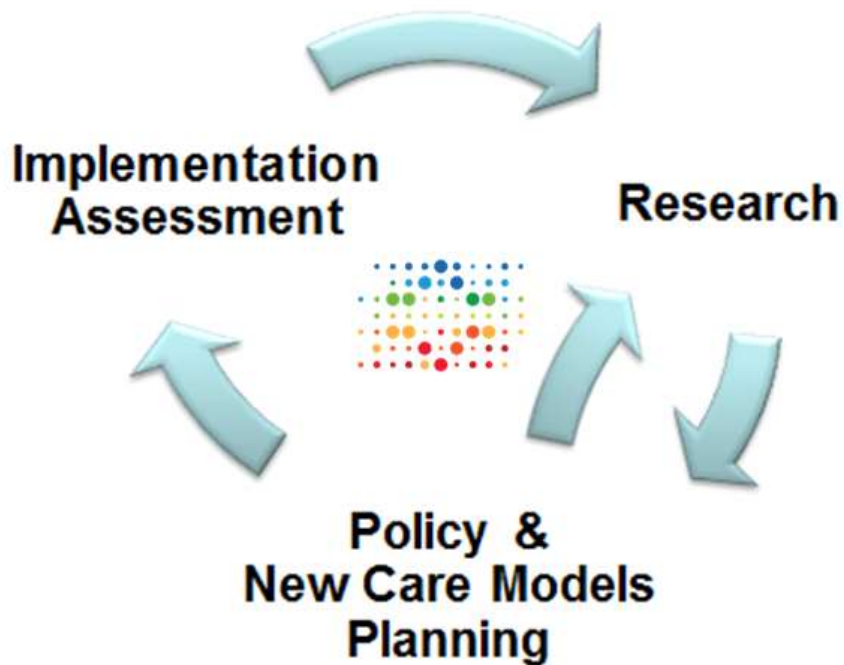 Implementation
Assessment
Research
Policy & 
New Care Models
Planning